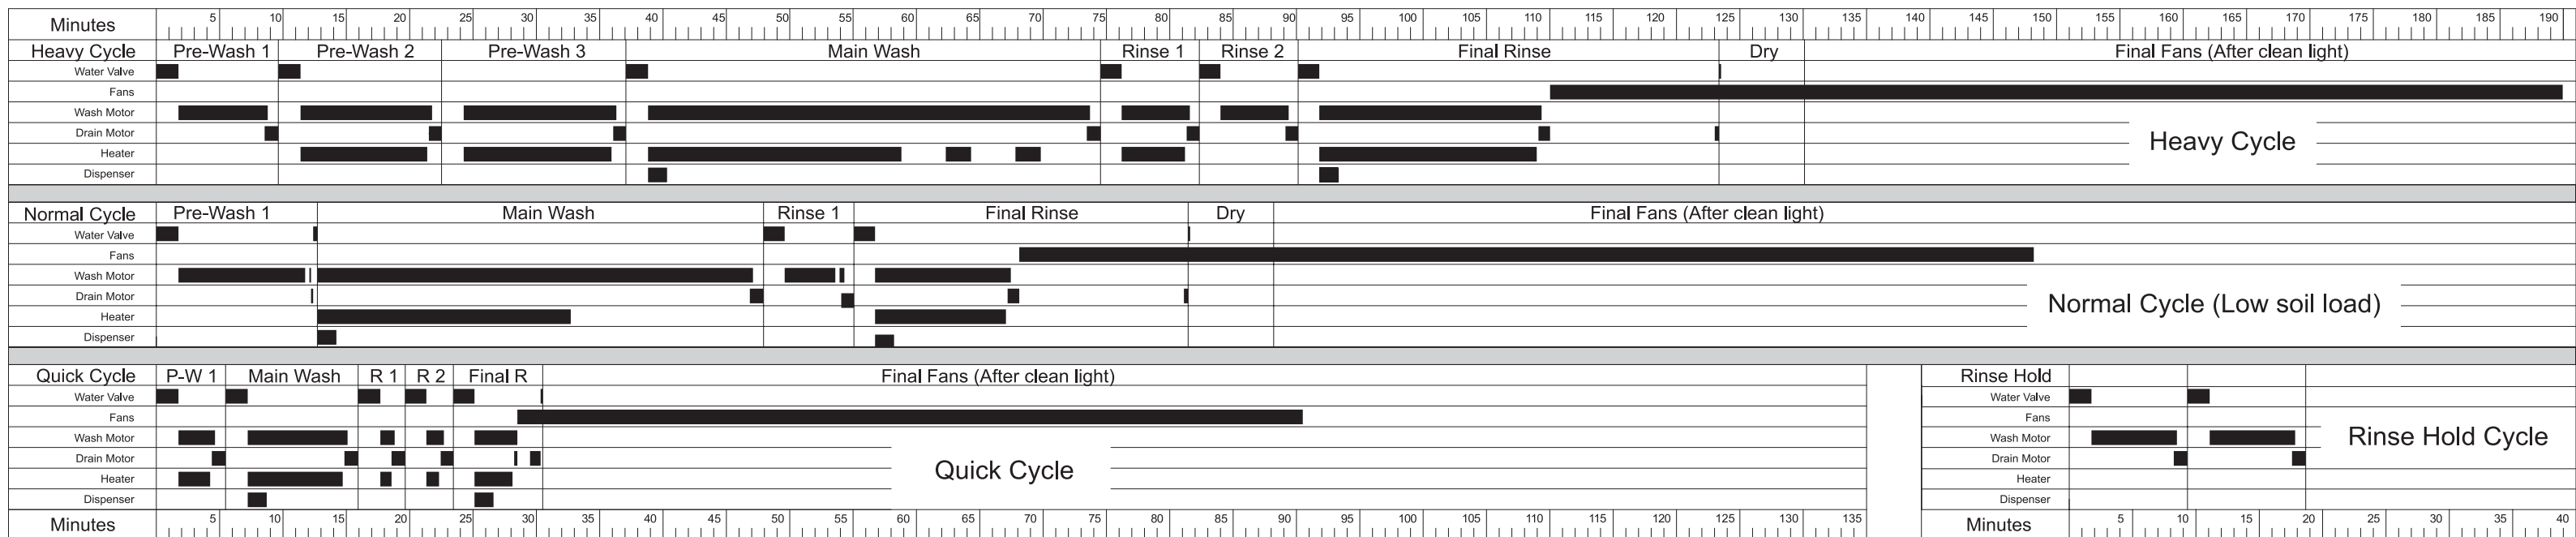 Minutes 5 10 15 20 25 30 35 40 45 50 55 60 65 70 75 80 85 90 95 100 105 110 115 120 125 130 135 140 145 150 155 160 165 170 175 180 185 190
Heavy Cycle Pre-Wash 1 Pre-Wash 2 Pre-Wash 3 Main Wash Rinse 1 Rinse 2 Final Rinse Dry Final Fans (After clean light)
Water Valve
Fans
Wash Motor
Drain Motor
Heater
Dispenser
Heavy Cycle
Normal Cycle Pre-Wash 1 Main Wash Rinse 1 Final Rinse Dry Final Fans (After clean light)
Water Valve
Fans
Wash Motor
Drain Motor
Heater
Dispenser
Normal Cycle (Low soil load)
Quick Cycle P-W 1 Main Wash R 1 R 2 Final R Final Fans (After clean light)
Water Valve
Fans
Wash Motor
Drain Motor
Heater
Dispenser
Quick Cycle
Minutes 5 10 15 20 25 30 35 40 45 50 55 60 65 70 75 80 85 90 95 100 105 110 115 120 125 130 135
Rinse Hold
Water Valve
Fans
Wash Motor
Drain Motor
Heater
Dispenser
Rinse Hold Cycle
Minutes 5 10 15 20 25 30 35 40